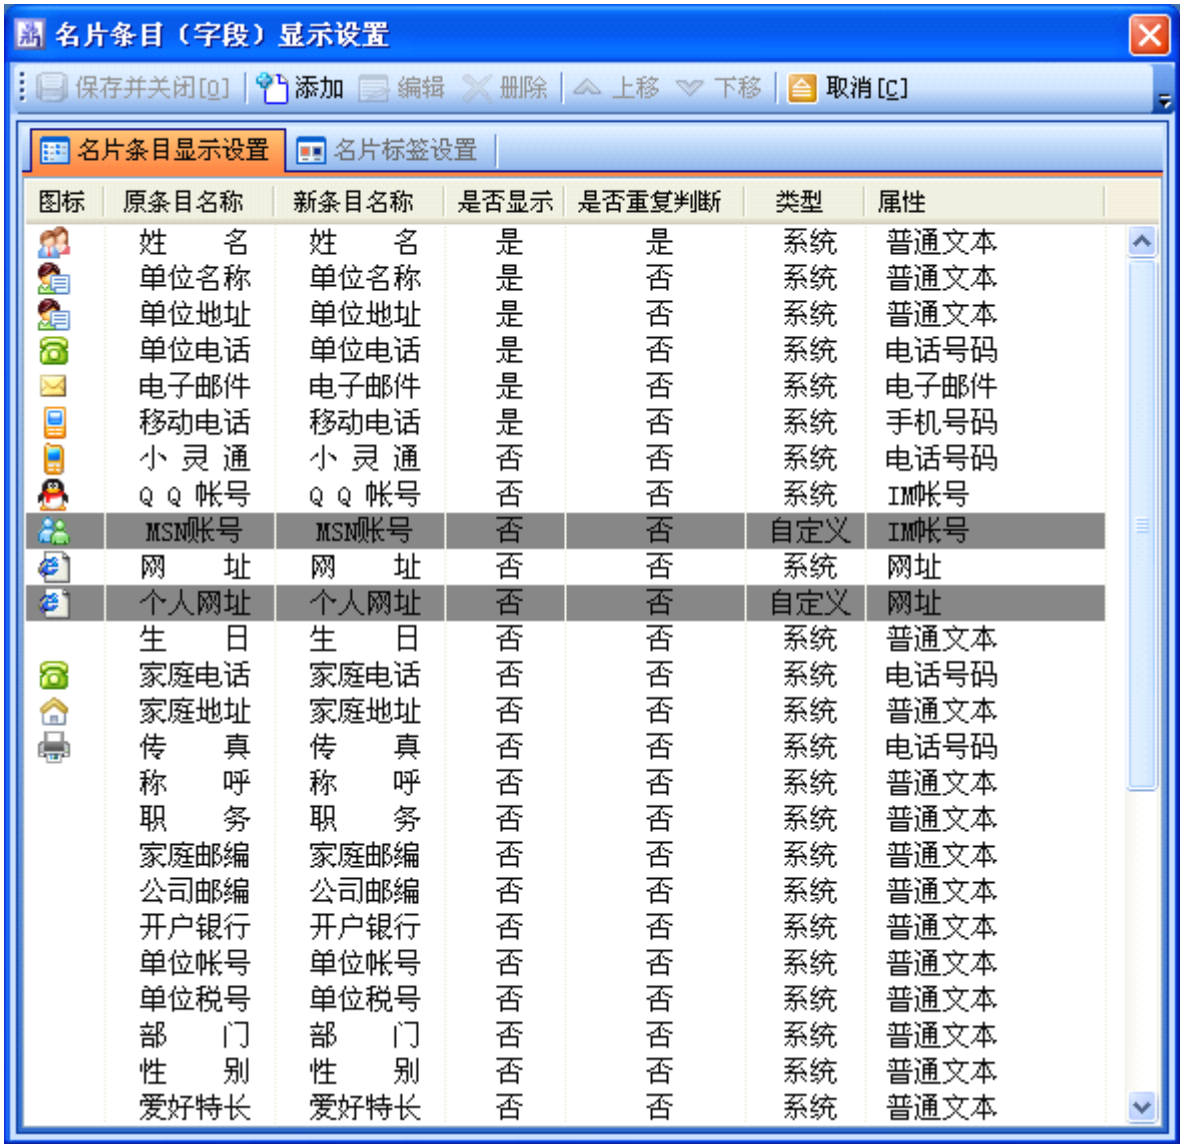 名片条目（字段）显示设置
保存并关闭[O] 添加 编辑 删除 上移 下移 取消[C]
名片条目显示设置 名片标签设置
图标 原条目名称 新条目名称 是否显示 是否重复判断 类型 属性
姓 名 姓 名 是 是 系统 普通文本
单位名称 单位名称 是 否 系统 普通文本
单位地址 单位地址 是 否 系统 普通文本
单位电话 单位电话 是 否 系统 电话号码
电子邮件 电子邮件 是 否 系统 电子邮件
移动电话 移动电话 是 否 系统 手机号码
小 灵 通 小 灵 通 否 否 系统 电话号码
Q Q 帐号 Q Q 帐号 否 否 系统 IM帐号
MSN账号 MSN账号 否 否 自定义 IM帐号
网 址 网 址 否 否 系统 网址
个人网址 个人网址 否 否 自定义 网址
生 日 生 日 否 否 系统 普通文本
家庭电话 家庭电话 否 否 系统 电话号码
家庭地址 家庭地址 否 否 系统 普通文本
传 真 传 真 否 否 系统 电话号码
称 呼 称 呼 否 否 系统 普通文本
职 务 职 务 否 否 系统 普通文本
家庭邮编 家庭邮编 否 否 系统 普通文本
公司邮编 公司邮编 否 否 系统 普通文本
开户银行 开户银行 否 否 系统 普通文本
单位帐号 单位帐号 否 否 系统 普通文本
单位税号 单位税号 否 否 系统 普通文本
部 门 部 门 否 否 系统 普通文本
性 别 性 别 否 否 系统 普通文本
爱好特长 爱好特长 否 否 系统 普通文本